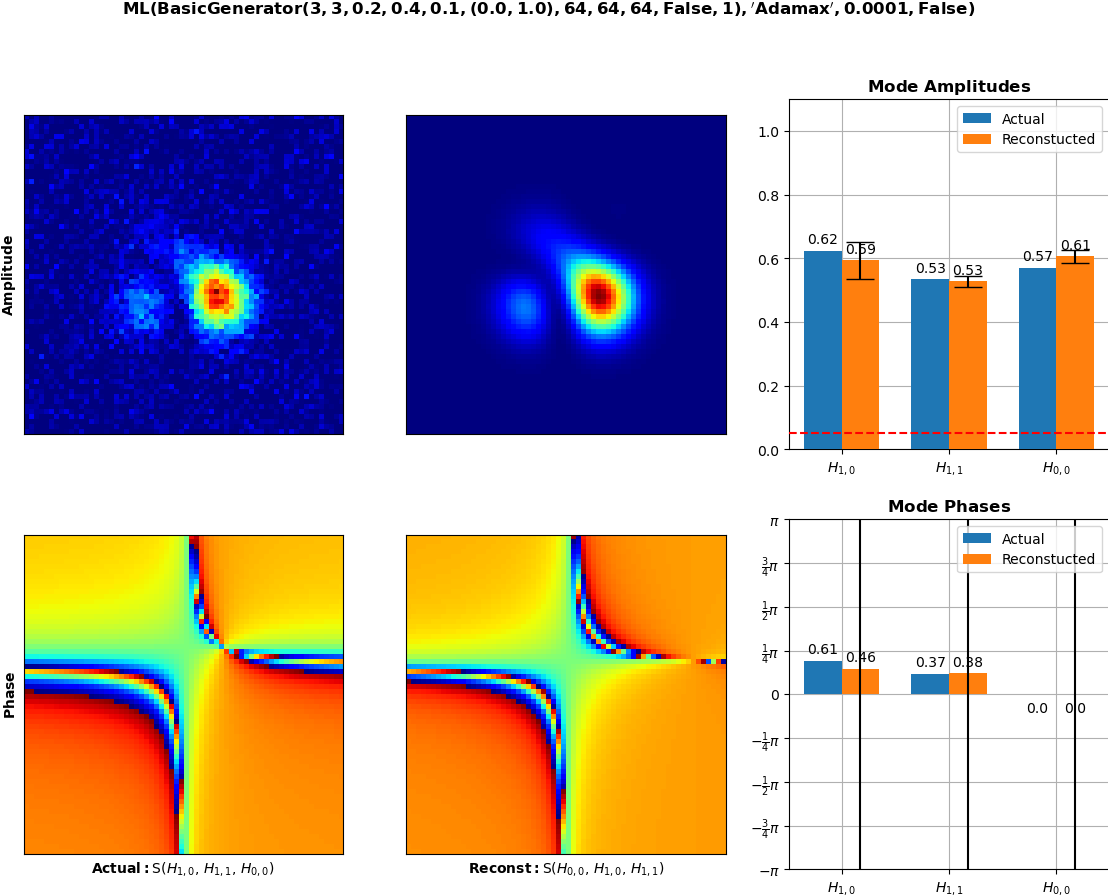 ML(BasicGenerator(3, 3, 0.2, 0.4, 0.1, (0.0, 1.0), 64, 64, 64, False, 1), ′Adamax′, 0.0001, False)
Amplitude
Mode Amplitudes
Actual
Reconstucted
1.0
0.8
0.6
0.4
0.2
0.0
0.62
0.59
0.53
0.53
0.57
0.61
H₁,₀
H₁,₁
H₀,₀
Phase
Actual: S(H₁,₀, H₁,₁, H₀,₀)
Reconst: S(H₀,₀, H₁,₀, H₁,₁)
Mode Phases
Actual
Reconstucted
π
3/4π
1/2π
1/4π
0
−1/4π
−1/2π
−3/4π
−π
0.61
0.46
0.37
0.38
0.0
0.0
H₁,₀
H₁,₁
H₀,₀